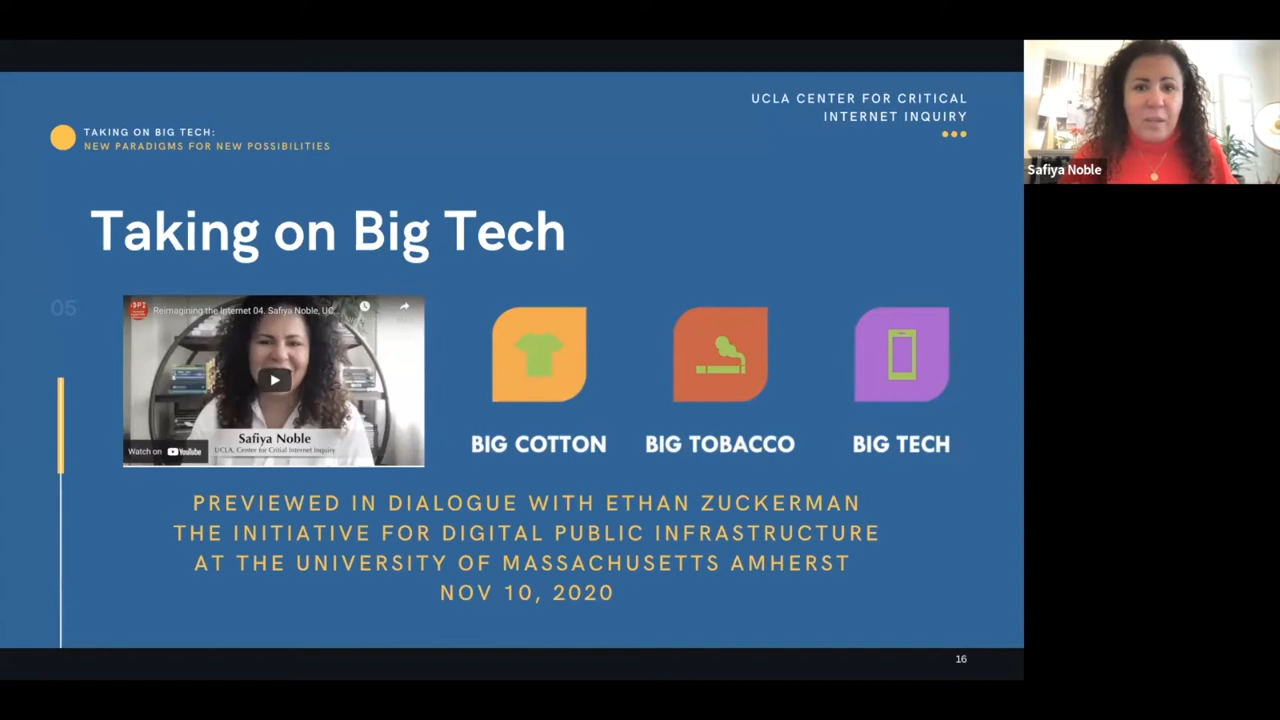 UCLA CENTER FOR CRITICAL
INTERNET INQUIRY
TAKING ON BIG TECH:
NEW PARADIGMS FOR NEW POSSIBILITIES
Safiya Noble
Taking on Big Tech
05
Reimagining the Internet 04. Safiya Noble, UC...
Safiya Noble
UCLA, Center for Critial Internet Inquiry
Watch on YouTube
BIG COTTON
BIG TOBACCO
BIG TECH
PREVIEWED IN DIALOGUE WITH ETHAN ZUCKERMAN
THE INITIATIVE FOR DIGITAL PUBLIC INFRASTRUCTURE
AT THE UNIVERSITY OF MASSACHUSETTS AMHERST
NOV 10, 2020
16